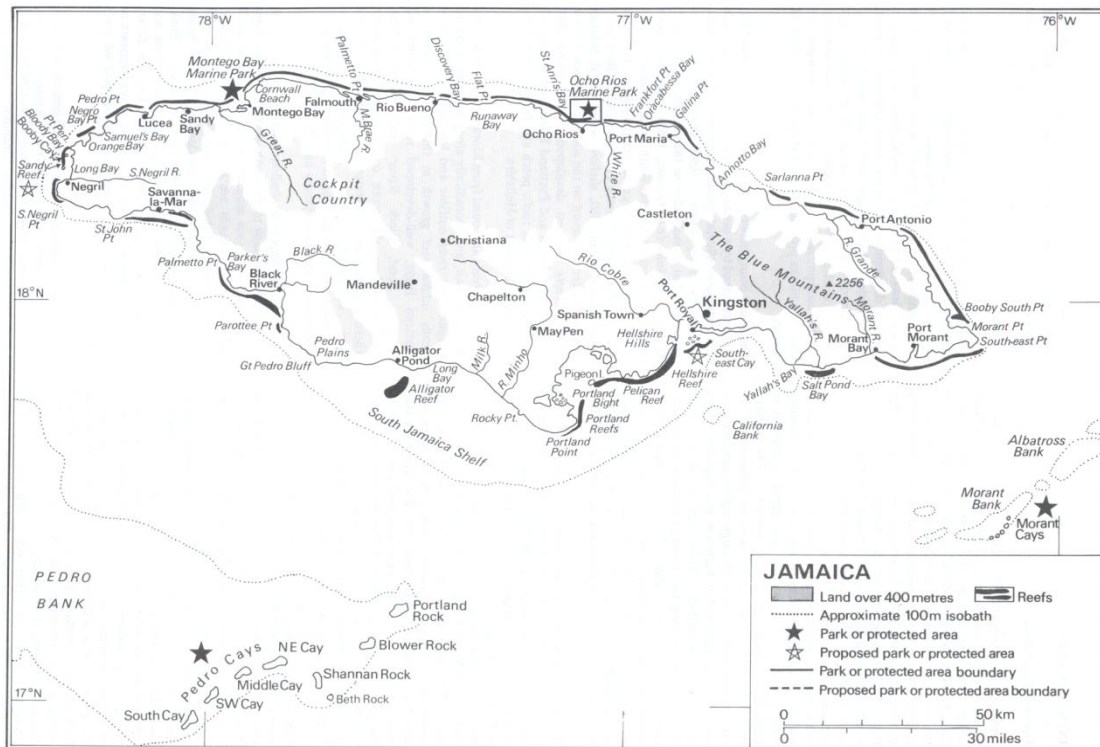 78°W
77°W
76°W
Montego Bay
Marine Park
Cornwall
Beach
Palmetto Pt
Discovery Bay
Flat Pt
St Ann's Bay
Ocho Rios
Marine Park
Frankfort Pt
Oracabessa Bay
Galina Pt
Pedro Pt
Negro
Bay Pt
Pt Pen.
Bloody Bay
Booby Cay
Lucea
Sandy
Bay
Montego Bay
Falmouth
Rio Bueno
Runaway
Bay
Ocho Rios
Port Maria
Samuel's Bay
Orange Bay
Annotto Bay
Sandy
Reef
Long Bay
Negril
S. Negril R.
Great R.
M. Brae R.
White R.
Sarlanna Pt
Savanna-
la-Mar
Cockpit
Country
S. Negril
Pt
St John
Pt
Castleton
Port Antonio
Christiana
R. Grande
The Blue Mountains
2256
Palmetto Pt
Parker's
Bay
Black R
Black
River
Mandeville
Rio Cobre
Chapelton
Port Royal
Kingston
Yallah's R.
Morant R.
Booby South Pt
18°N
Spanish Town
Morant Pt
Parottee Pt
May Pen
Hellshire
Hills
South-
east Cay
Morant
Bay
Port
Morant
South-east Pt
Pedro
Plains
Alligator
Pond
Milk R.
R. Minho
Pigeon I.
Hellshire
Reef
Gt Pedro Bluff
Long
Bay
Portland
Bight
Pelican
Reef
Yallah's Bay
Salt Pond
Bay
Alligator
Reef
Rocky Pt.
Portland
Reefs
California
Bank
South Jamaica Shelf
Portland
Point
Albatross
Bank
Morant
Bank
Morant
Cays
PEDRO
BANK
Portland
Rock
Pedro Cays
NE Cay
Blower Rock
Middle Cay
Shannan Rock
SW Cay
Beth Rock
17°N
South Cay
JAMAICA
Land over 400 metres
Reefs
Approximate 100m isobath
Park or protected area
Proposed park or protected area
Park or protected area boundary
Proposed park or protected area boundary
0 50 km
0 30 miles